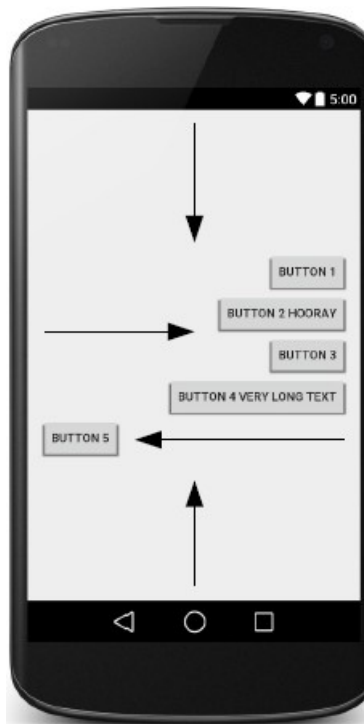 5:00
BUTTON 1
BUTTON 2 HOORAY
BUTTON 3
BUTTON 4 VERY LONG TEXT
BUTTON 5